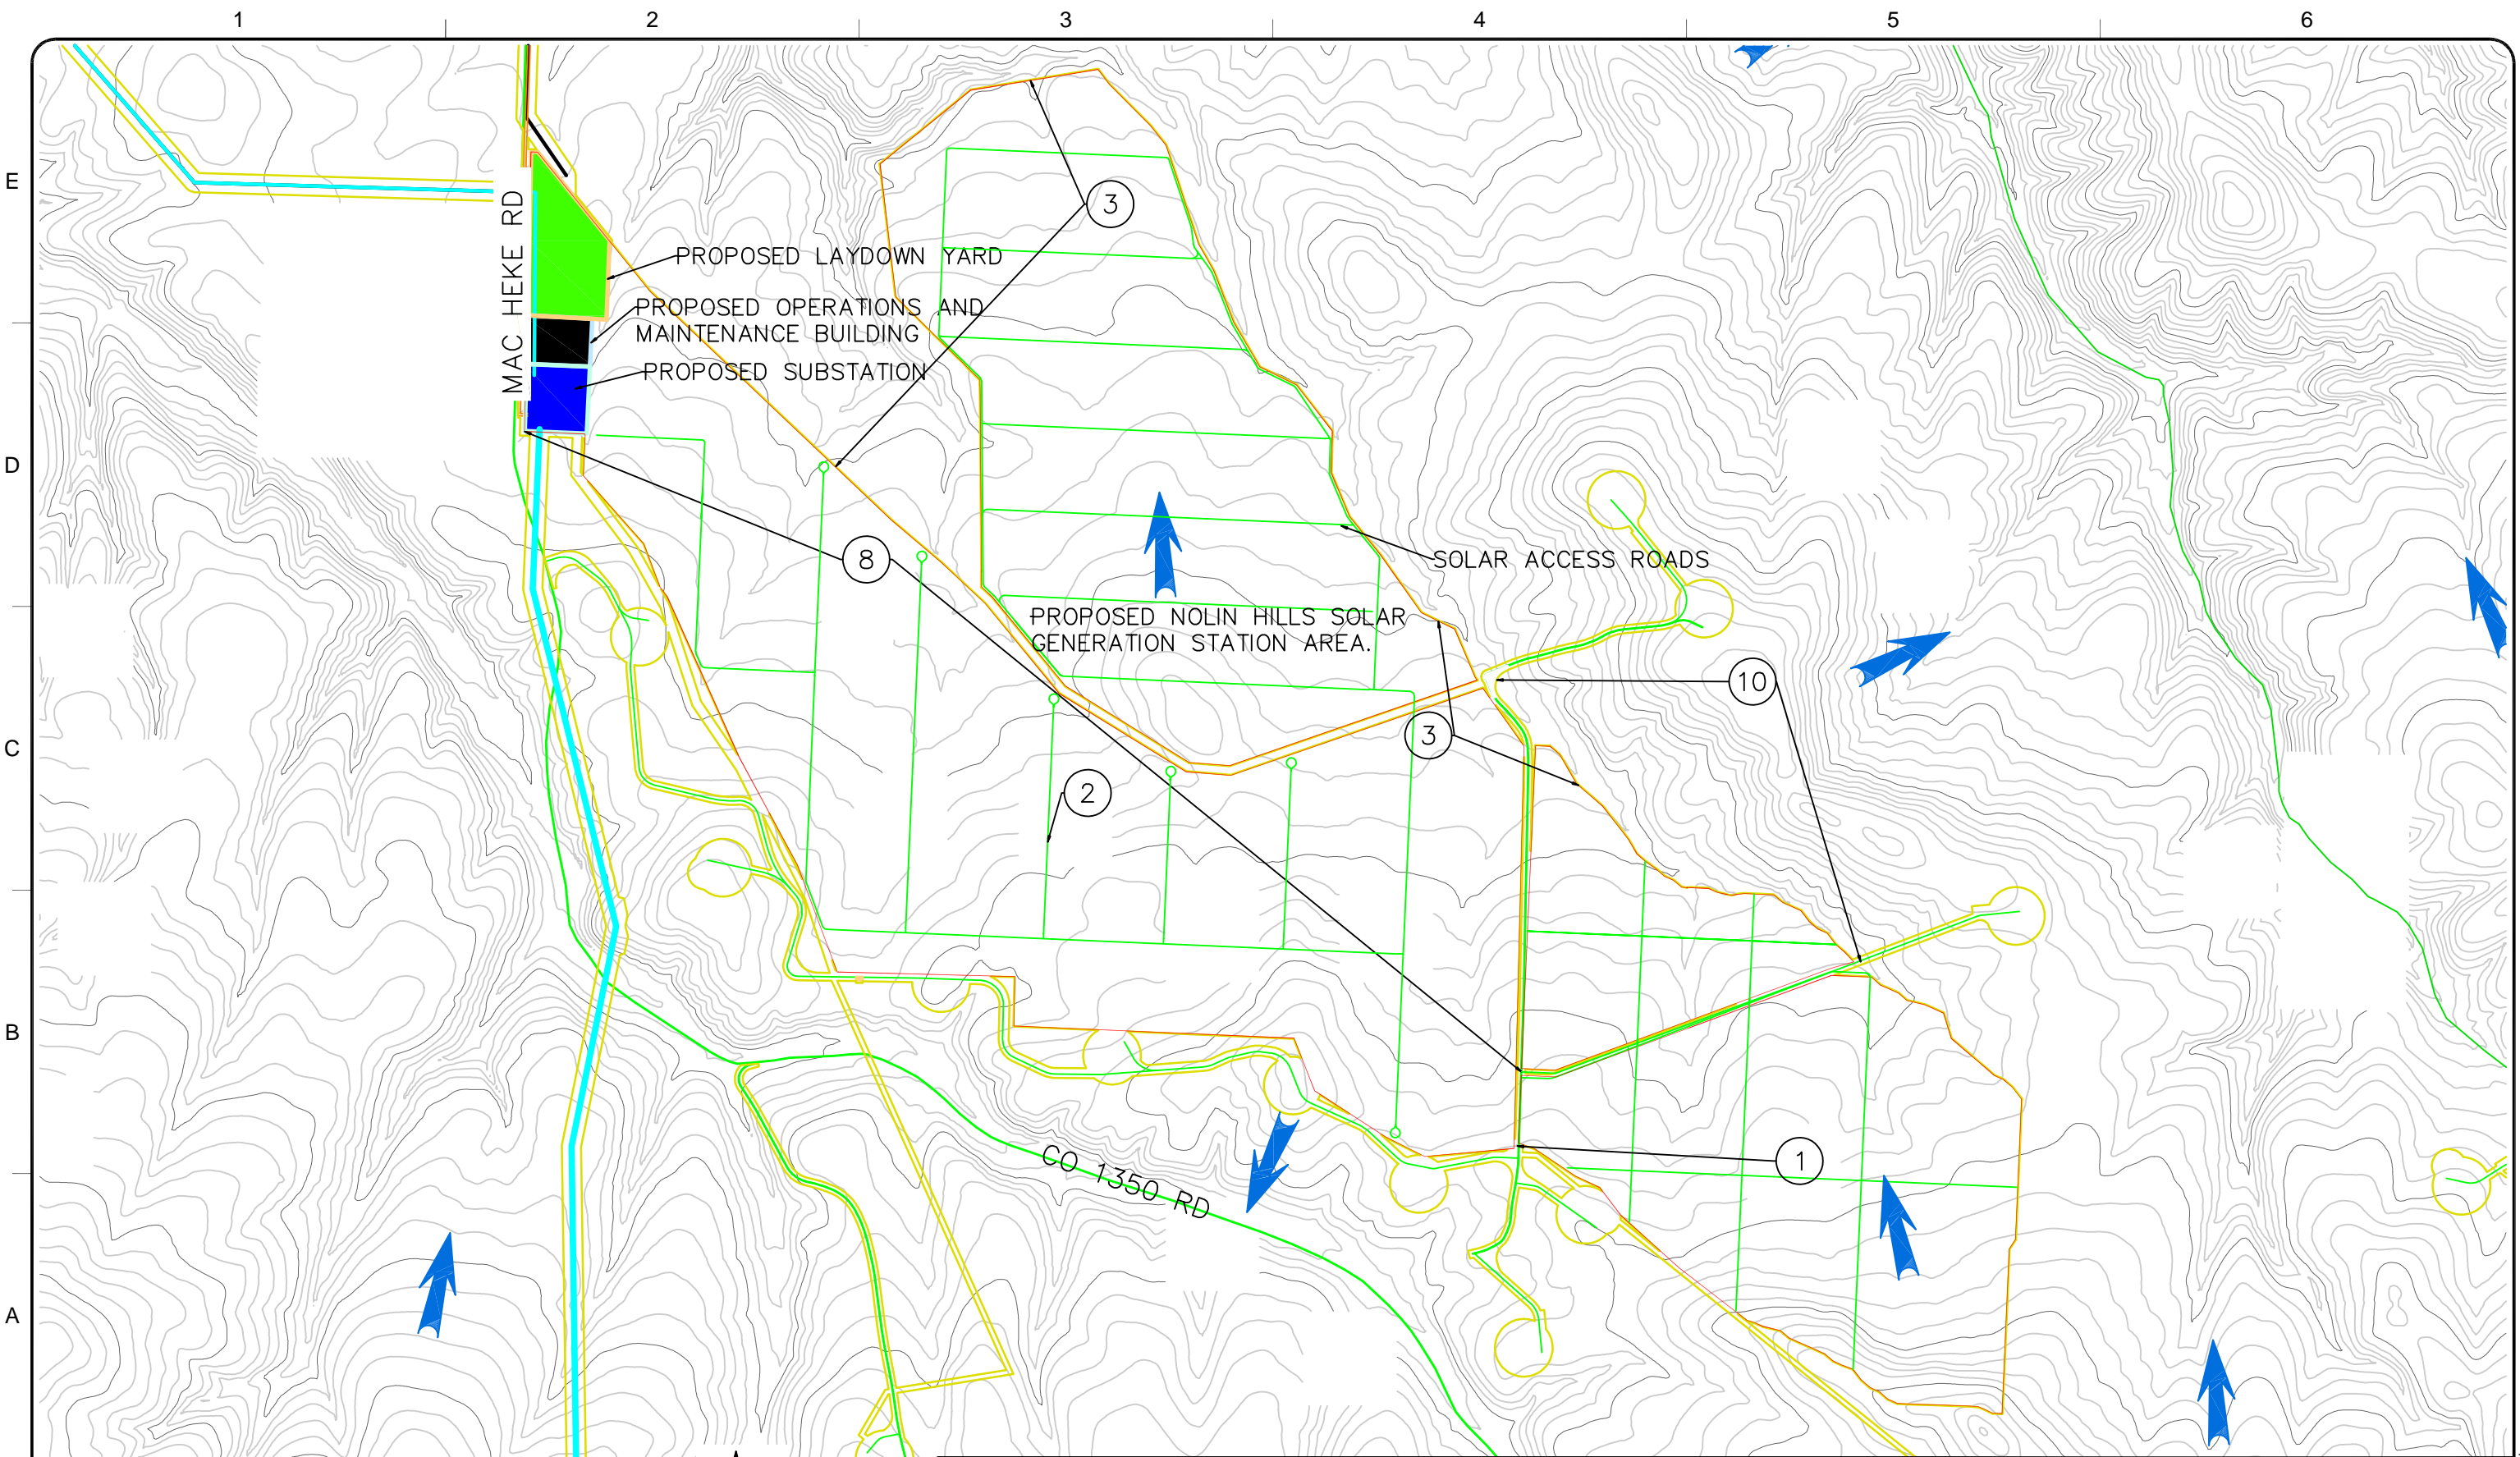 1
2
3
4
5
6
E
D
C
B
A
MAC HEKE RD
3
PROPOSED LAYDOWN YARD
PROPOSED OPERATIONS AND
MAINTENANCE BUILDING
PROPOSED SUBSTATION
8
SOLAR ACCESS ROADS
PROPOSED NOLIN HILLS SOLAR
GENERATION STATION AREA.
10
3
2
1
CO 1350 RD